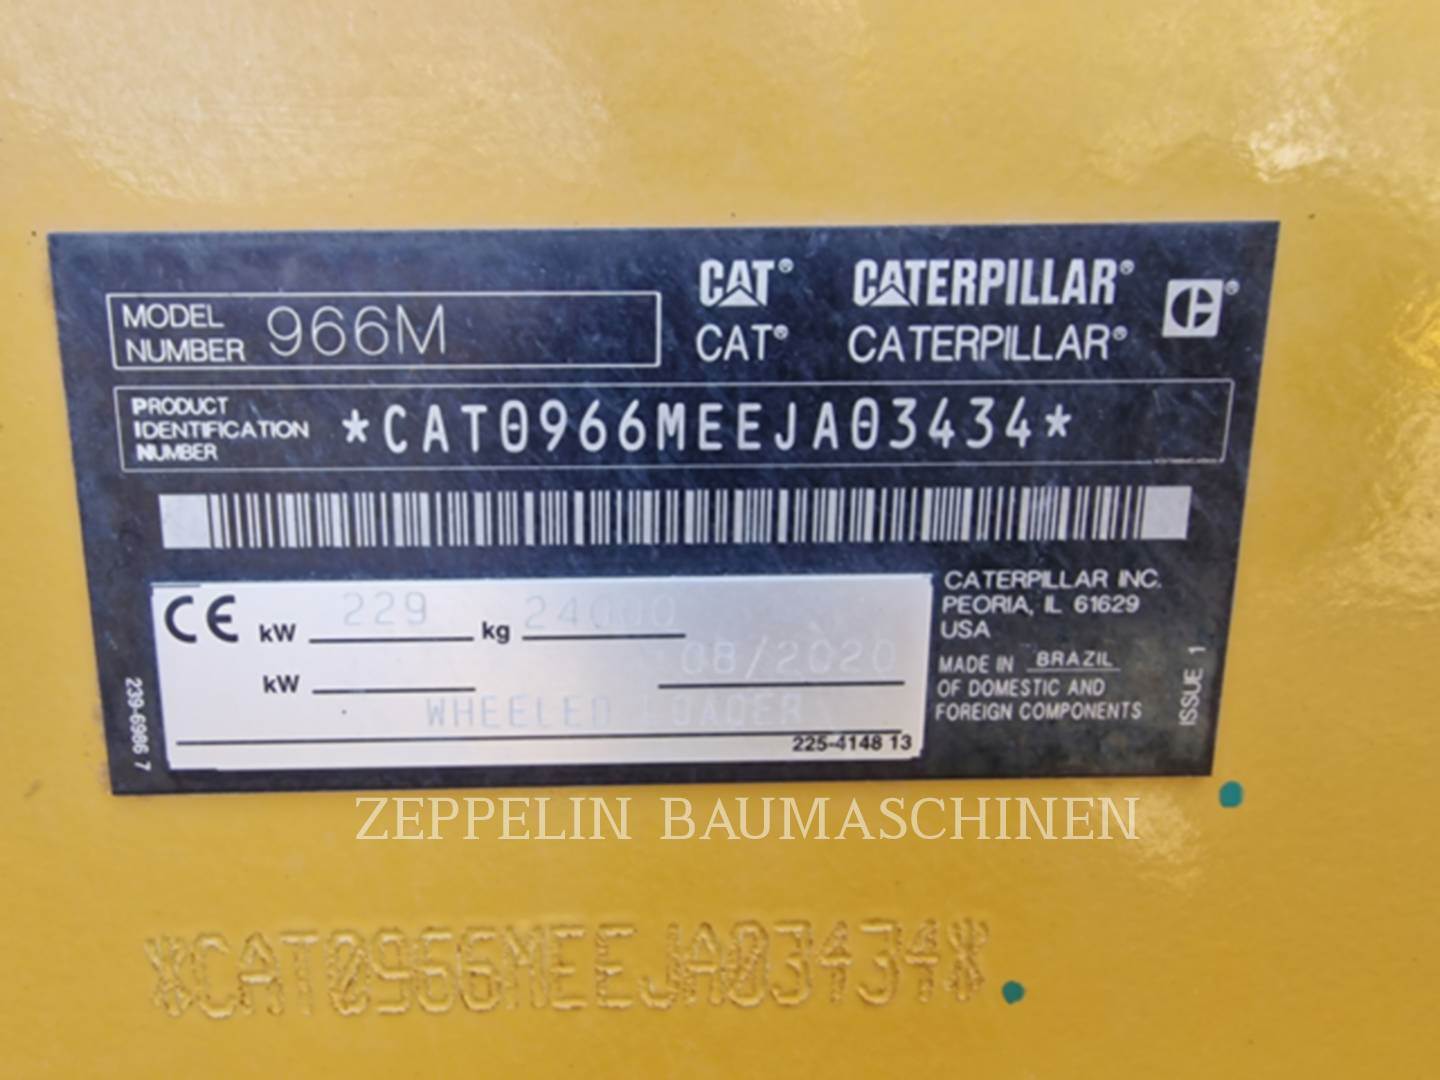 CAT® CATERPILLAR®
MODEL NUMBER 966M
CAT® CATERPILLAR®
PRODUCT IDENTIFICATION NUMBER *CAT0966MEEJA03434*
CE kW 229 kg 24000
kW 08/2020
WHEELED LOADER
225-4148 13
239-6986 7
CATERPILLAR INC.
PEORIA, IL 61629
USA
MADE IN BRAZIL
OF DOMESTIC AND
FOREIGN COMPONENTS
ISSUE 1
ZEPPELIN BAUMASCHINEN
*CAT0966MEEJA03434*